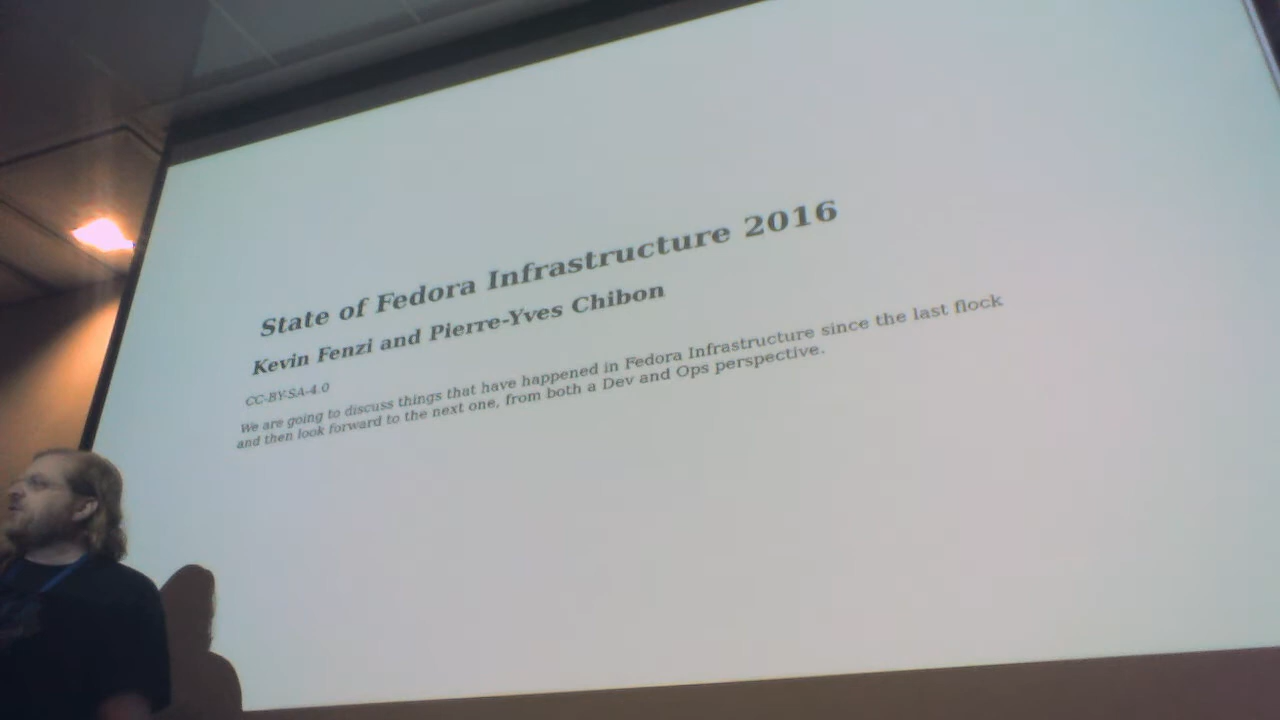 State of Fedora Infrastructure 2016
Kevin Fenzi and Pierre-Yves Chibon
CC-BY-SA-4.0
We are going to discuss things that have happened in Fedora Infrastructure since the last flock
and then look forward to the next one, from both a Dev and Ops perspective.